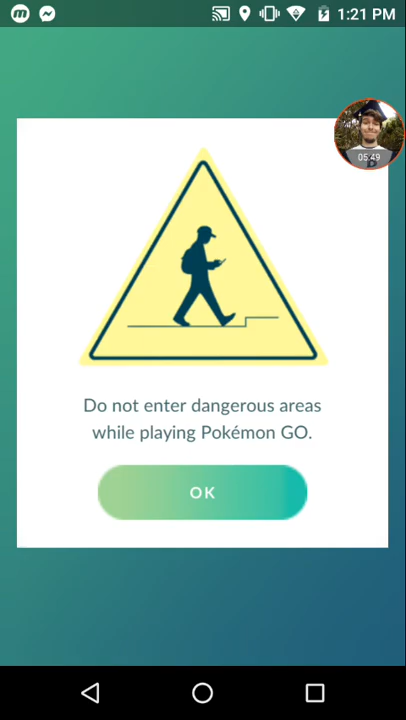 1:21 PM
05:49
Do not enter dangerous areas
while playing Pokémon GO.
OK